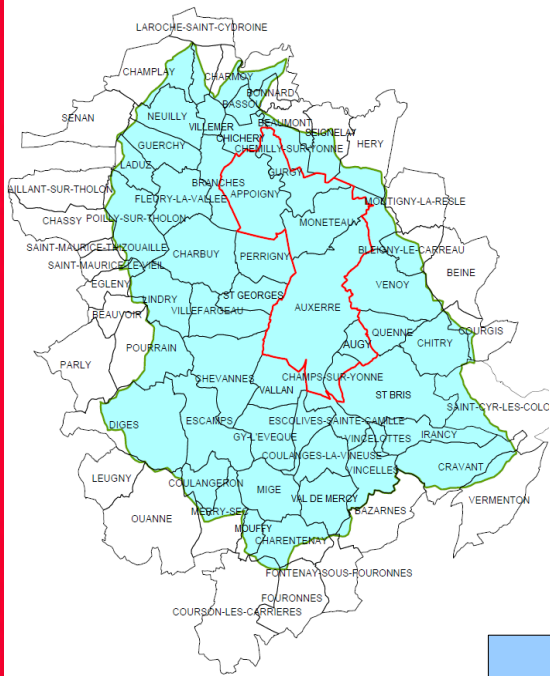 LAROCHE-SAINT-CYDROINE
CHAMPLAY
CHARMOY
BONNARD
BASSOU
SENAN
NEUILLY
VILLEMER
BEAUMONT
SEIGNELAY
CHICHERY
HERY
GUERCHY
CHEMILLY-SUR-YONNE
LADUZ
GURGY
BRANCHES
AILLANT-SUR-THOLON
APPOIGNY
FLEURY-LA-VALLEE
MONTIGNY-LA-RESLE
CHASSY
POILLY-SUR-THOLON
MONETEAU
SAINT-MAURICE-THIZOUAILLE
BLEIGNY-LE-CARREAU
CHARBUY
PERRIGNY
SAINT-MAURICE-LE-VIEIL
BEINE
EGLENY
VENOY
LINDRY
ST GEORGES
BEAUVOIR
VILLEFARGEAU
AUXERRE
QUENNE
COURGIS
POURRAIN
AUGY
CHITRY
PARLY
CHEVANNES
CHAMPS-SUR-YONNE
VALLAN
ST BRIS
SAINT-CYR-LES-COLO
DIGES
ESCAMPS
ESCOLIVES-SAINTE-CAMILLE
GY-L'EVEQUE
VINCELOTTES
IRANCY
COULANGES-LA-VINEUSE
VINCELLES
CRAVANT
LEUGNY
COULANGERON
MIGE
VAL DE MERCY
VERMENTON
OUANNE
MERRY-SEC
BAZARNES
MOUFFY
CHARENTENAY
FONTENAY-SOUS-FOURONNES
FOURONNES
COURSON-LES-CARRIERES